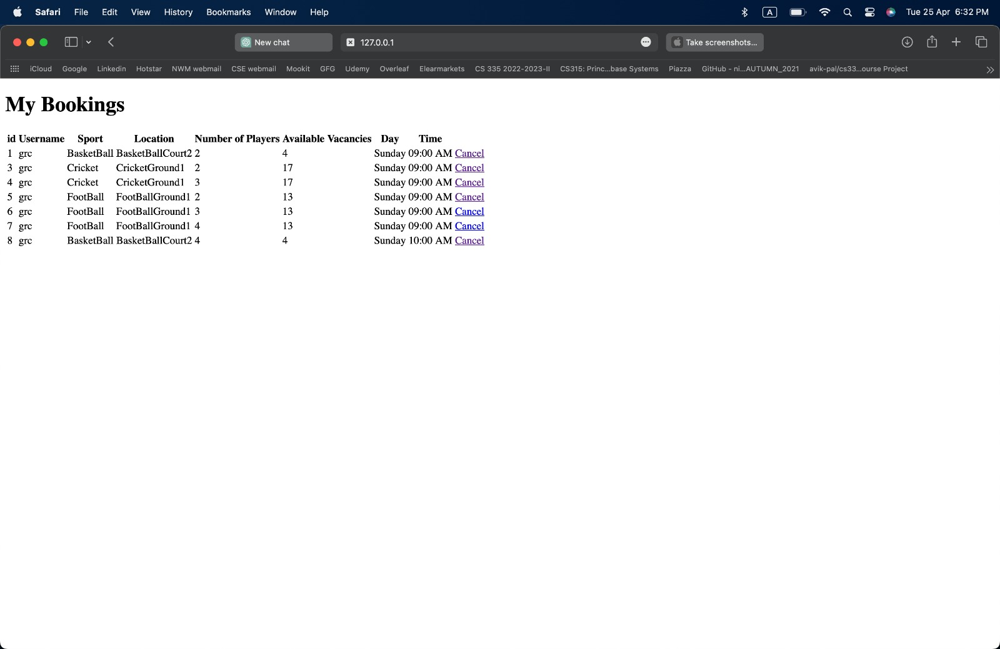 Safari File Edit View History Bookmarks Window Help A Tue 25 Apr 6:32 PM
New chat 127.0.0.1 Take screenshots...
iCloud Google Linkedin Hotstar NWM webmail CSE webmail Mookit GFG Udemy Overleaf Elearmarkets CS 335 2022-2023-II CS315: Princ...base Systems Piazza GitHub - ni...AUTUMN_2021 avik-pal/cs33...ourse Project
My Bookings
id Username Sport Location Number of Players Available Vacancies Day Time
1 grc BasketBall BasketBallCourt2 2 4 Sunday 09:00 AM Cancel
3 grc Cricket CricketGround1 2 17 Sunday 09:00 AM Cancel
4 grc Cricket CricketGround1 3 17 Sunday 09:00 AM Cancel
5 grc FootBall FootBallGround1 2 13 Sunday 09:00 AM Cancel
6 grc FootBall FootBallGround1 3 13 Sunday 09:00 AM Cancel
7 grc FootBall FootBallGround1 4 13 Sunday 09:00 AM Cancel
8 grc BasketBall BasketBallCourt2 4 4 Sunday 10:00 AM Cancel